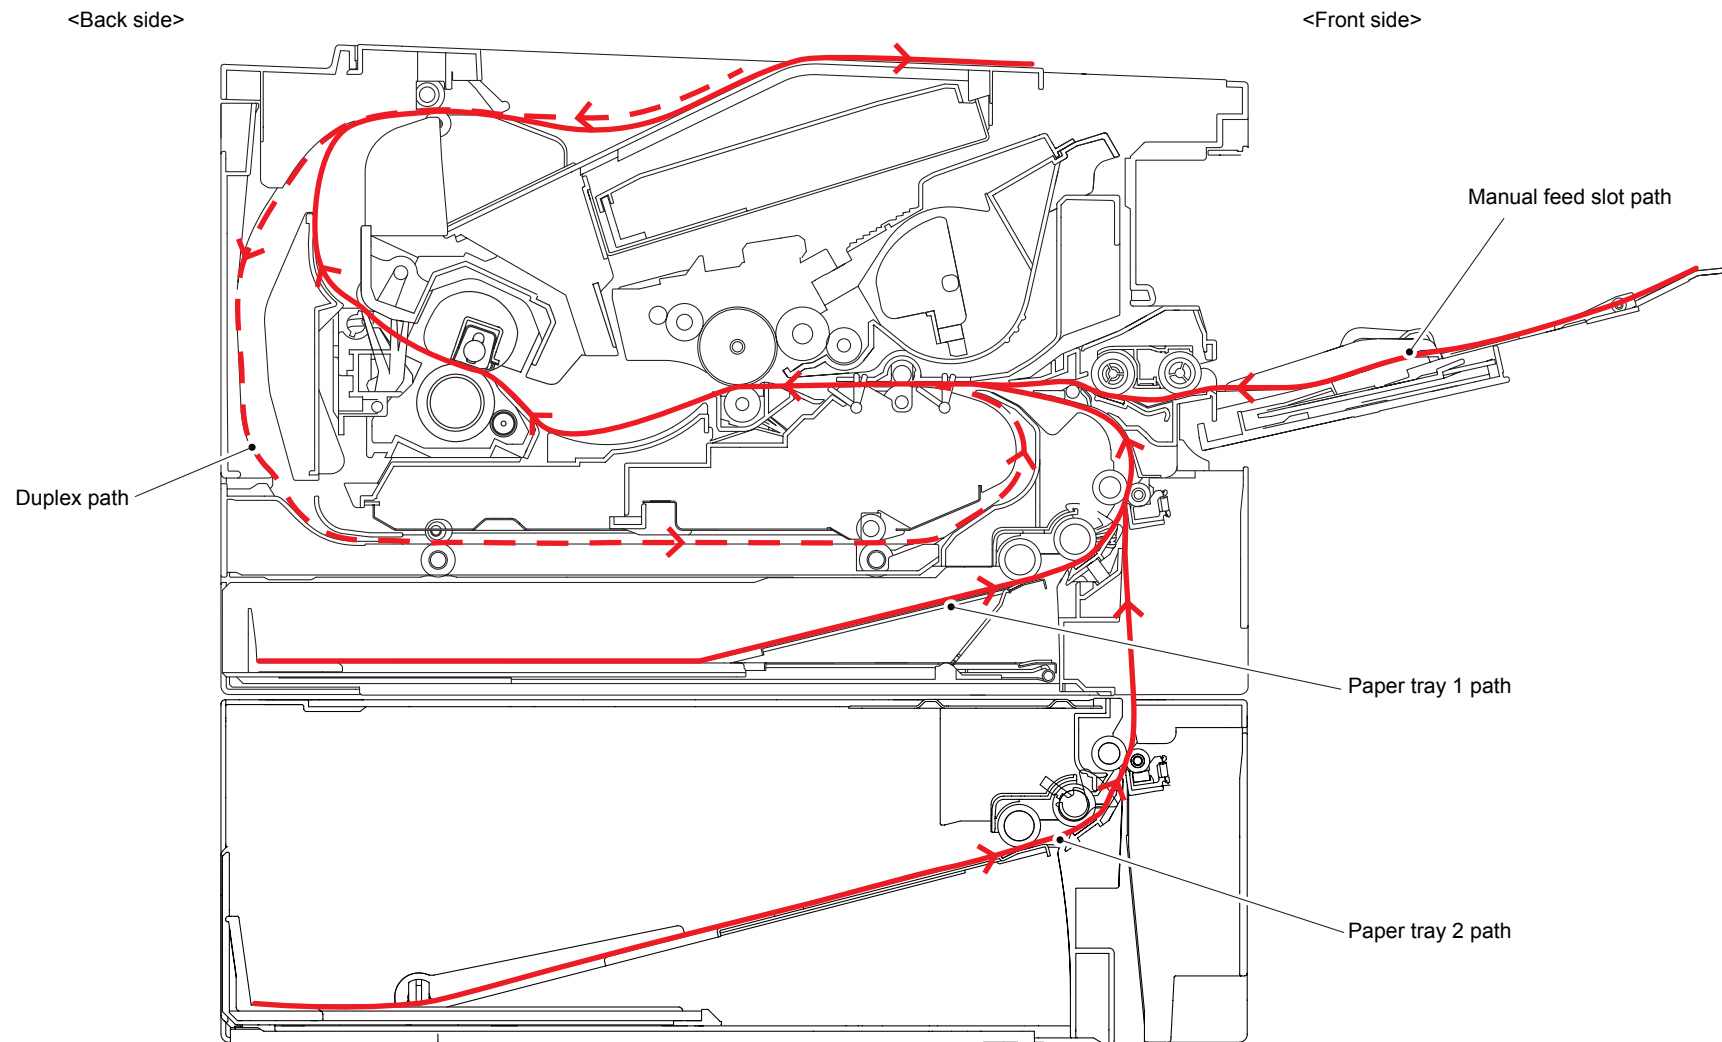 <Back side>
<Front side>
Manual feed slot path
Duplex path
Paper tray 1 path
Paper tray 2 path